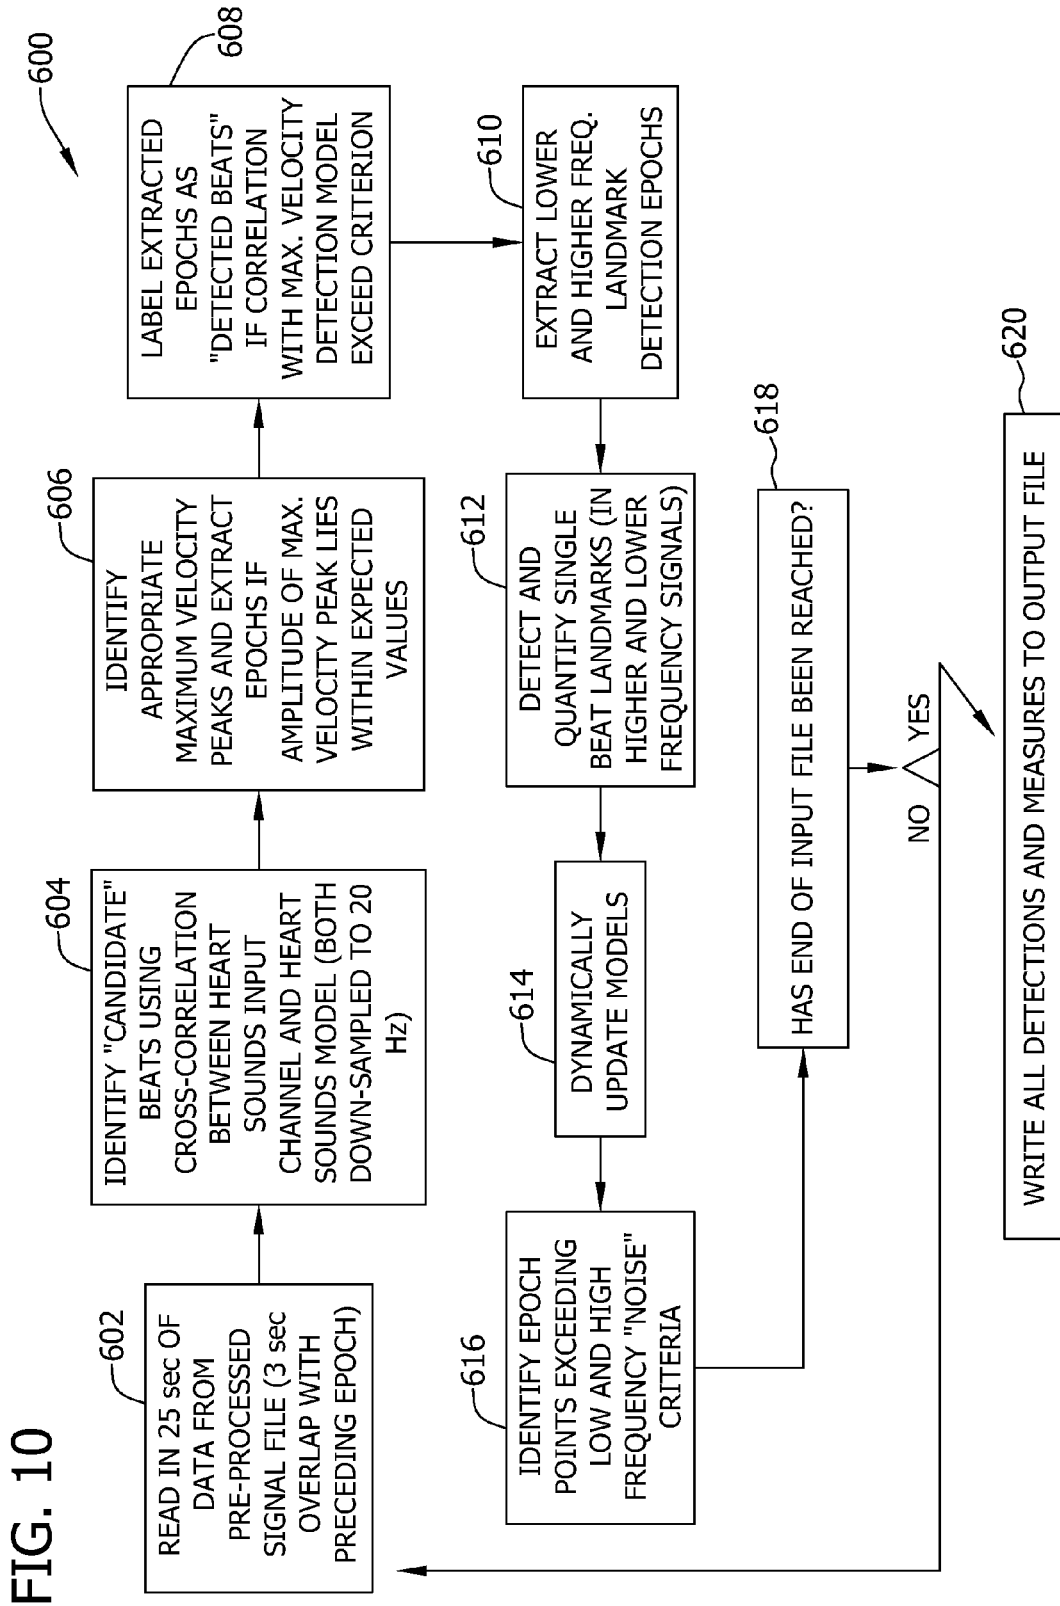 FIG. 10
600
602
READ IN 25 sec OF
DATA FROM
PRE-PROCESSED
SIGNAL FILE (3 sec
OVERLAP WITH
PRECEDING EPOCH)
604
IDENTIFY "CANDIDATE"
BEATS USING
CROSS-CORRELATION
BETWEEN HEART
SOUNDS INPUT
CHANNEL AND HEART
SOUNDS MODEL (BOTH
DOWN-SAMPLED TO 20
Hz)
606
IDENTIFY
APPROPRIATE
MAXIMUM VELOCITY
PEAKS AND EXTRACT
EPOCHS IF
AMPLITUDE OF MAX.
VELOCITY PEAK LIES
WITHIN EXPECTED
VALUES
608
LABEL EXTRACTED
EPOCHS AS
"DETECTED BEATS"
IF CORRELATION
WITH MAX. VELOCITY
DETECTION MODEL
EXCEED CRITERION
610
EXTRACT LOWER
AND HIGHER FREQ.
LANDMARK
DETECTION EPOCHS
612
DETECT AND
QUANTIFY SINGLE
BEAT LANDMARKS (IN
HIGHER AND LOWER
FREQUENCY SIGNALS)
614
DYNAMICALLY
UPDATE MODELS
616
IDENTIFY EPOCH
POINTS EXCEEDING
LOW AND HIGH
FREQUENCY "NOISE"
CRITERIA
618
HAS END OF INPUT FILE BEEN REACHED?
NO
YES
620
WRITE ALL DETECTIONS AND MEASURES TO OUTPUT FILE